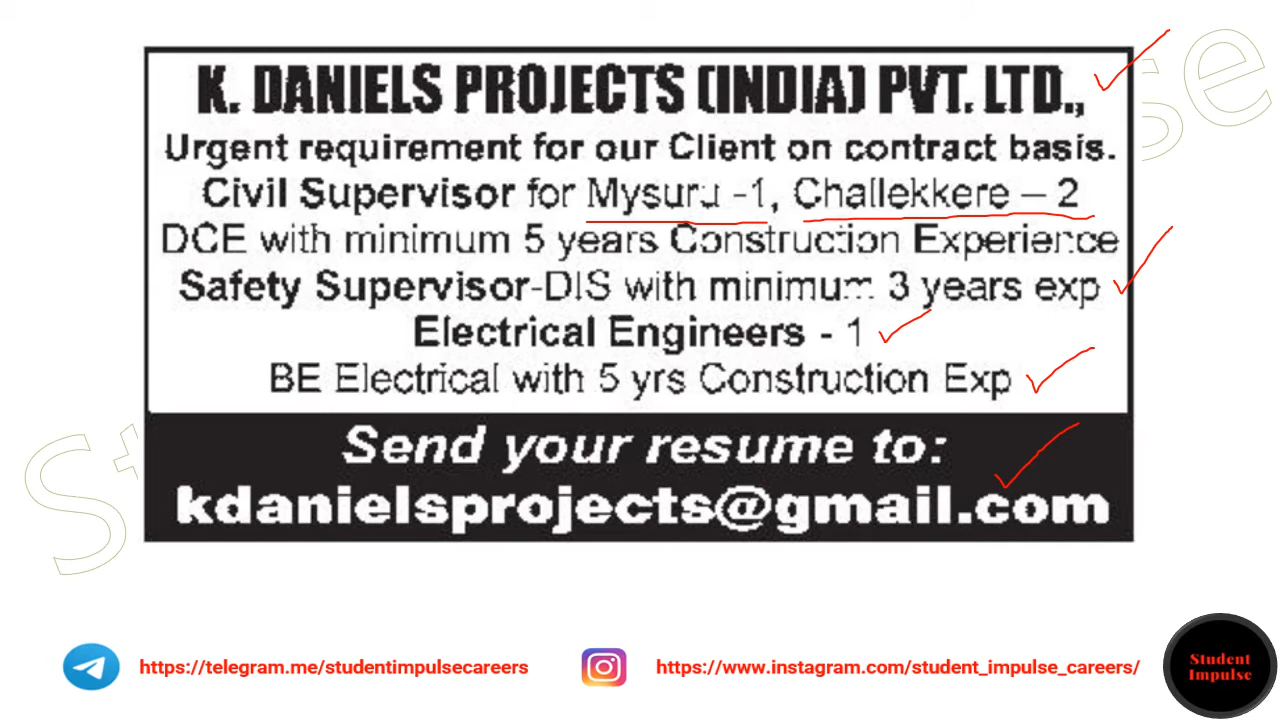 K. DANIELS PROJECTS (INDIA) PVT. LTD.,
Urgent requirement for our Client on contract basis.
Civil Supervisor for Mysuru -1, Challekkere – 2
DCE with minimum 5 years Construction Experience
Safety Supervisor-DIS with minimum 3 years exp
Electrical Engineers - 1
BE Electrical with 5 yrs Construction Exp
Send your resume to:
kdanielsprojects@gmail.com
https://telegram.me/studentimpulsecareers
https://www.instagram.com/student_impulse_careers/
Student
Impulse